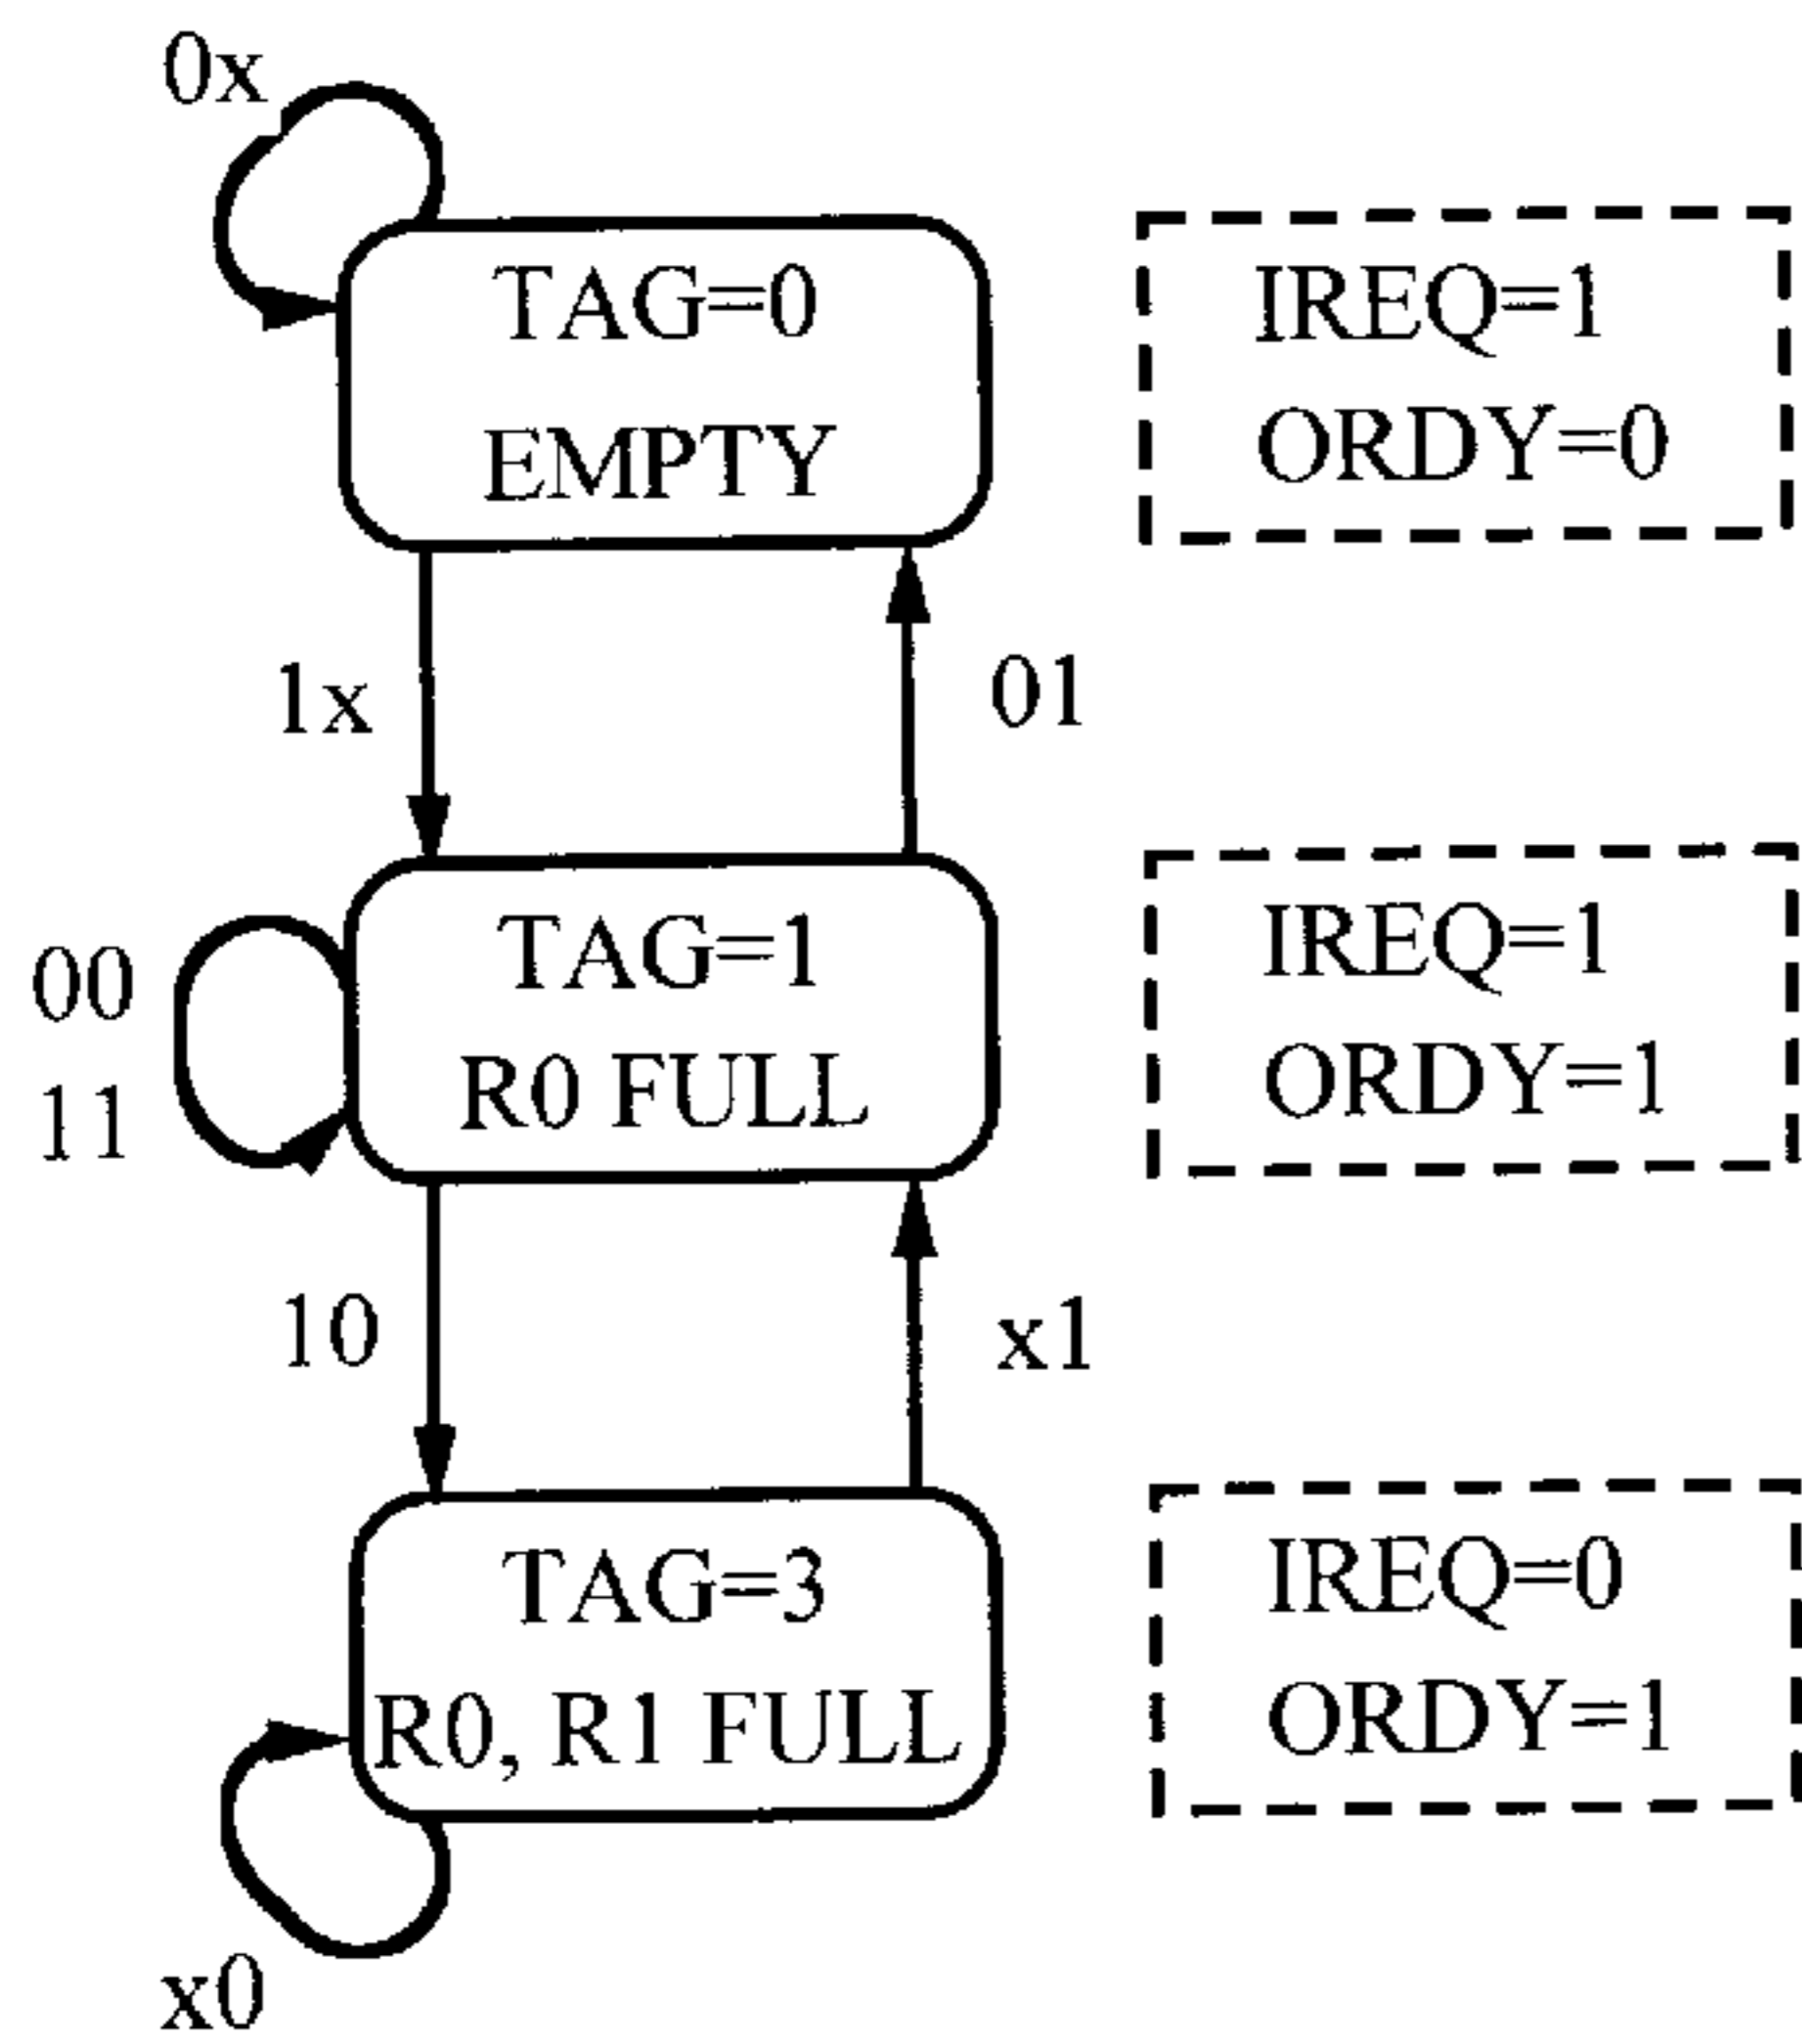 0x
TAG=0
EMPTY
IREQ=1
ORDY=0
1x
01
00
11
TAG=1
R0 FULL
IREQ=1
ORDY=1
10
x1
TAG=3
R0, R1 FULL
IREQ=0
ORDY=1
x0